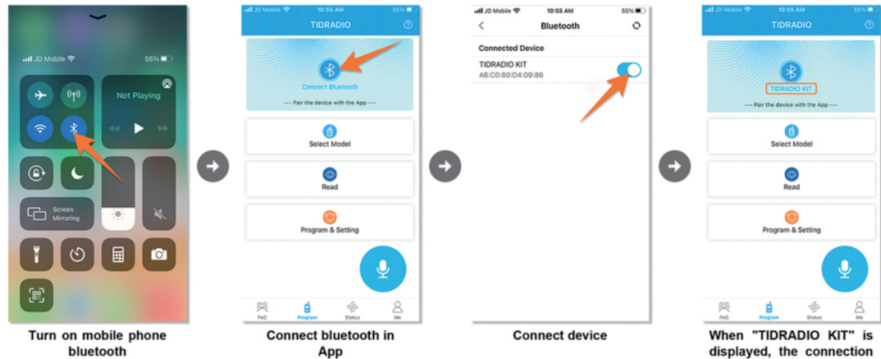 JD Mobile
55%
Not Playing
Screen
Mirroring
Turn on mobile phone
bluetooth
JD Mobile 10:55 AM 55%
TIDRADIO
Connect Bluetooth
--- Pair the device with the App ---
Select Model
Read
Program & Setting
PoC Program Status Me
Connect bluetooth in
App
JD Mobile 10:55 AM 55%
Bluetooth
Connected Device
TIDRADIO KIT
A6:C0:80:D4:09:86
Connect device
JD Mobile 10:55 AM 55%
TIDRADIO
TIDRADIO KIT
--- Pair the device with the App ---
Select Model
Read
Program & Setting
PoC Program Status Me
When "TIDRADIO KIT" is
displayed, the connection